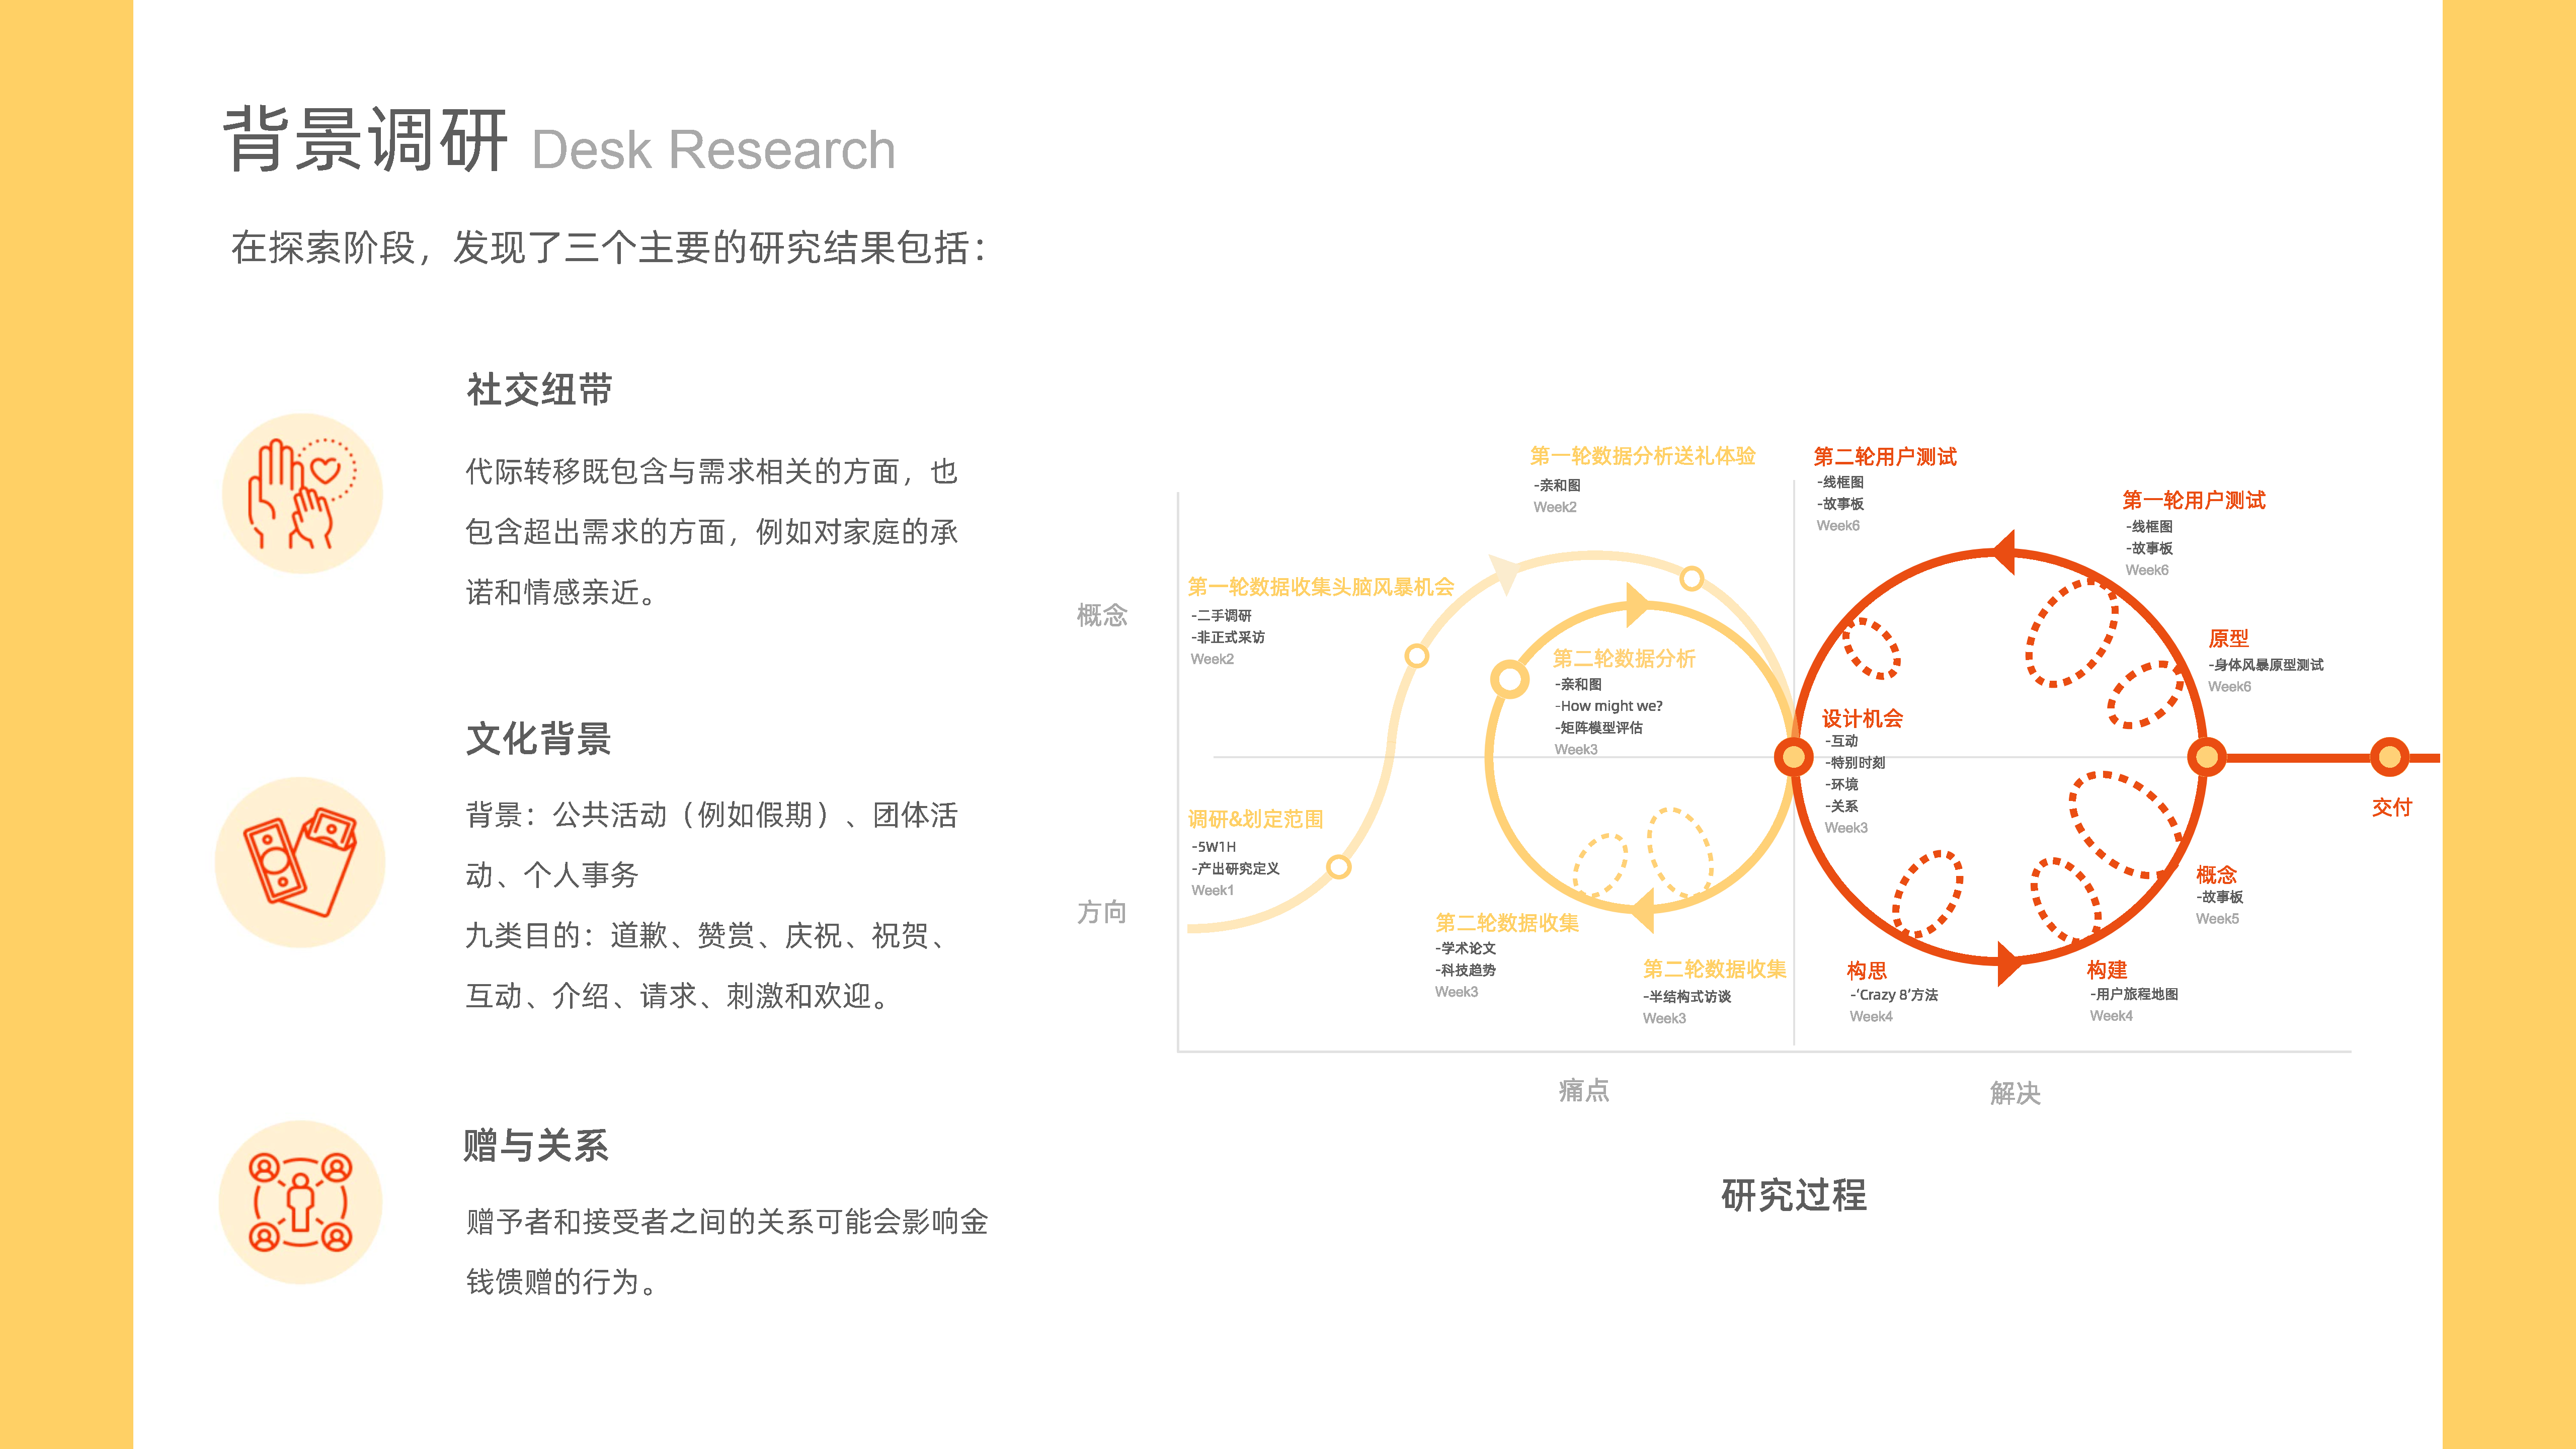 背景调研 Desk Research
在探索阶段，发现了三个主要的研究结果包括：
社交纽带
代际转移既包含与需求相关的方面，也
包含超出需求的方面，例如对家庭的承
诺和情感亲近。
文化背景
背景：公共活动（例如假期）、团体活
动、个人事务
九类目的：道歉、赞赏、庆祝、祝贺、
互动、介绍、请求、刺激和欢迎。
赠与关系
赠予者和接受者之间的关系可能会影响金
钱馈赠的行为。
概念
方向
第一轮数据收集头脑风暴机会
-二手调研
-非正式采访
Week2
调研&划定范围
-5W1H
-产出研究定义
Week1
第一轮数据分析送礼体验
-亲和图
Week2
第二轮数据分析
-亲和图
-How might we?
-矩阵模型评估
Week3
第二轮数据收集
-学术论文
-科技趋势
Week3
第二轮数据收集
-半结构式访谈
Week3
第二轮用户测试
-线框图
-故事板
Week6
第一轮用户测试
-线框图
-故事板
Week6
原型
-身体风暴原型测试
Week6
设计机会
-互动
-特别时刻
-环境
-关系
Week3
交付
概念
-故事板
Week5
构思
-‘Crazy 8’方法
Week4
构建
-用户旅程地图
Week4
痛点
解决
研究过程